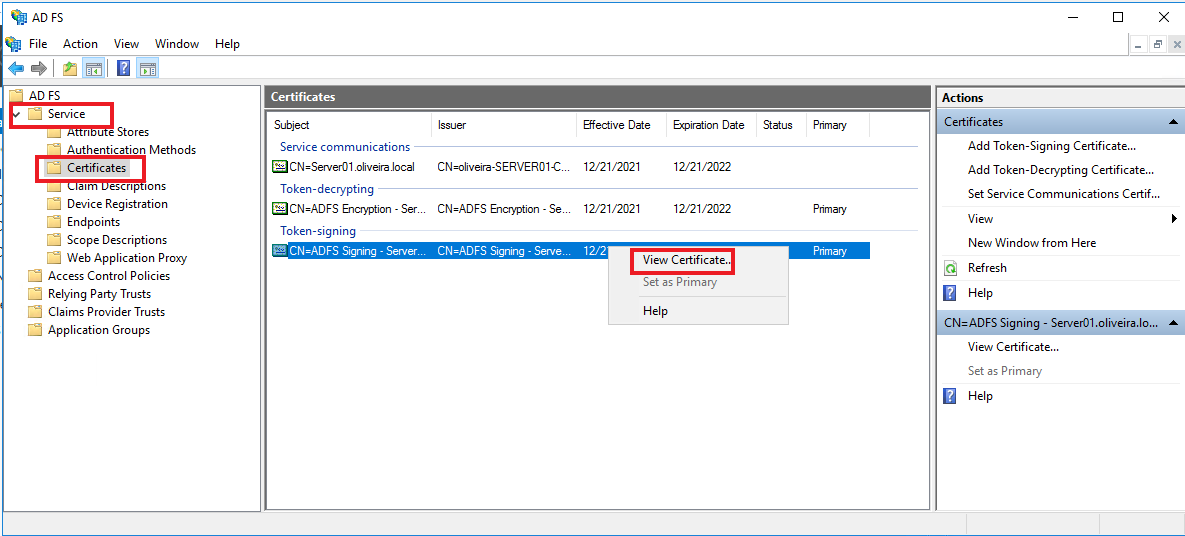 AD FS
File Action View Window Help
AD FS
Service
Attribute Stores
Authentication Methods
Certificates
Claim Descriptions
Device Registration
Endpoints
Scope Descriptions
Web Application Proxy
Access Control Policies
Relying Party Trusts
Claims Provider Trusts
Application Groups
Certificates
Subject Issuer Effective Date Expiration Date Status Primary
Service communications
CN=Server01.oliveira.local CN=oliveira-SERVER01-C... 12/21/2021 12/21/2022
Token-decrypting
CN=ADFS Encryption - Ser... CN=ADFS Encryption - Ser... 12/21/2021 12/21/2022 Primary
Token-signing
CN=ADFS Signing - Server... CN=ADFS Signing - Serve... 12/2 Primary
View Certificate...
Set as Primary
Help
Actions
Certificates
Add Token-Signing Certificate...
Add Token-Decrypting Certificate...
Set Service Communications Certif...
View
New Window from Here
Refresh
Help
CN=ADFS Signing - Server01.oliveira.lo...
View Certificate...
Set as Primary
Help